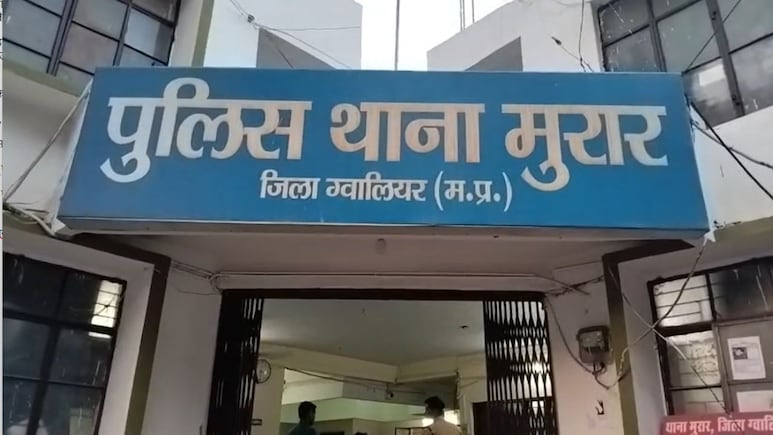 पुलिस थाना मुरार
जिला ग्वालियर (म.प्र.)
थाना मुरार, जिला